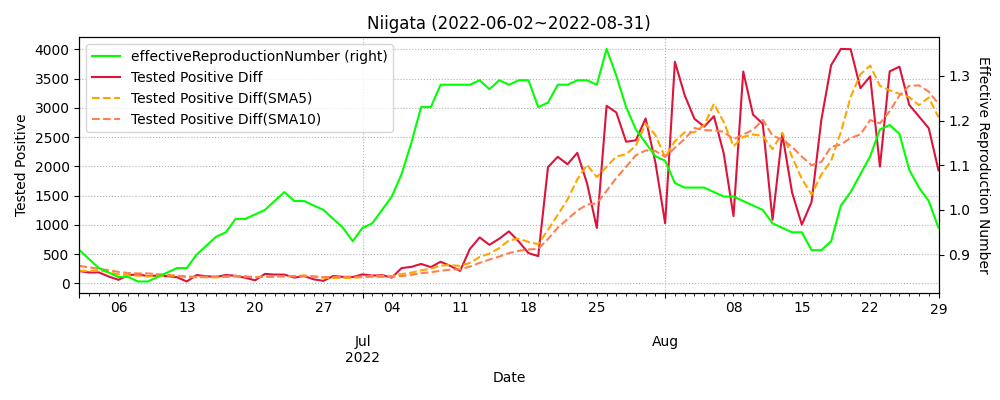 Niigata (2022-06-02~2022-08-31)
effectiveReproductionNumber (right)
Tested Positive Diff
Tested Positive Diff(SMA5)
Tested Positive Diff(SMA10)
Tested Positive
4000
3500
3000
2500
2000
1500
1000
500
0
Effective Reproduction Number
1.3
1.2
1.1
1.0
0.9
06 13 20 27 04 11 18 25 08 15 22 29
Jul Aug
2022
Date